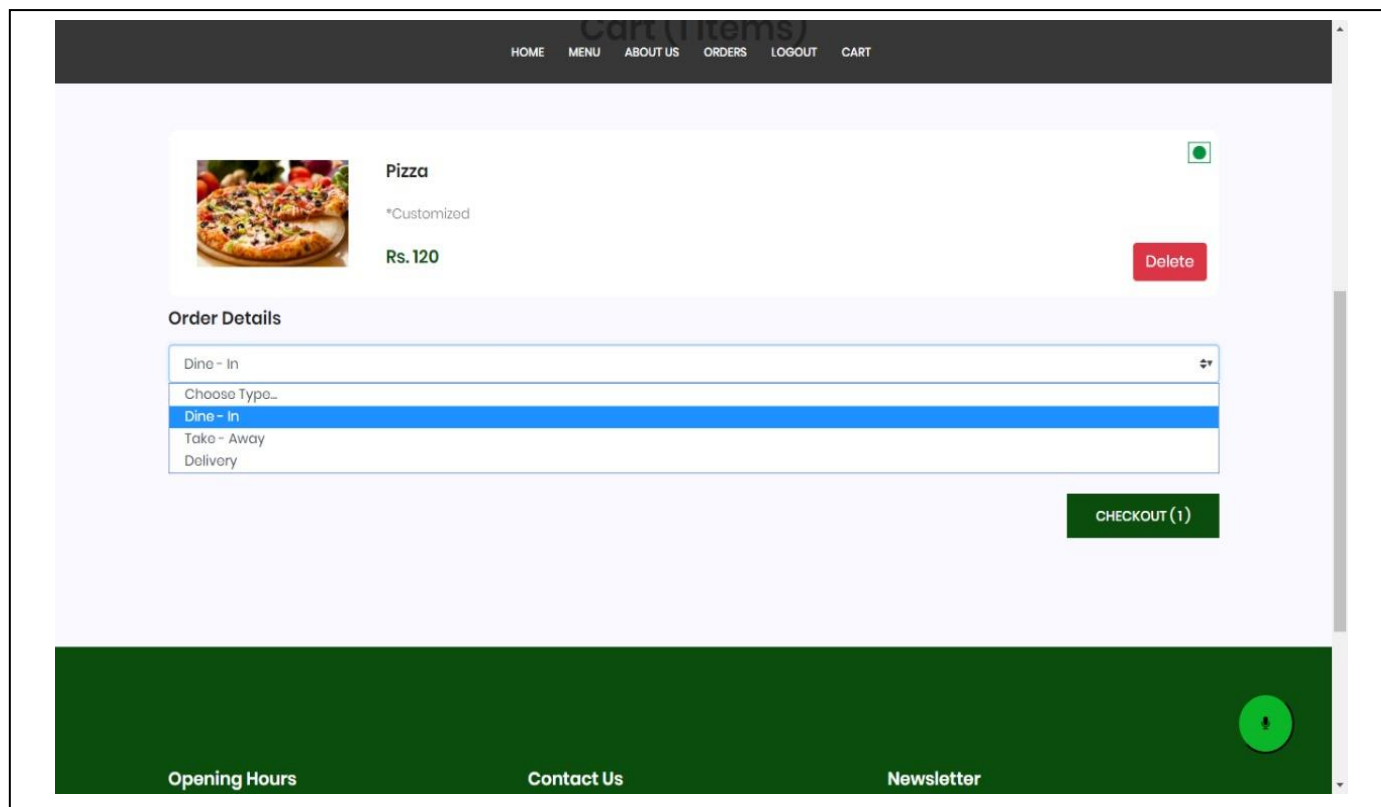 Cart (1 Items)
HOME MENU ABOUT US ORDERS LOGOUT CART
Pizza
*Customized
Rs. 120
Delete
Order Details
Dine - In
Choose Type...
Dine - In
Take - Away
Delivery
CHECKOUT (1)
Opening Hours Contact Us Newsletter